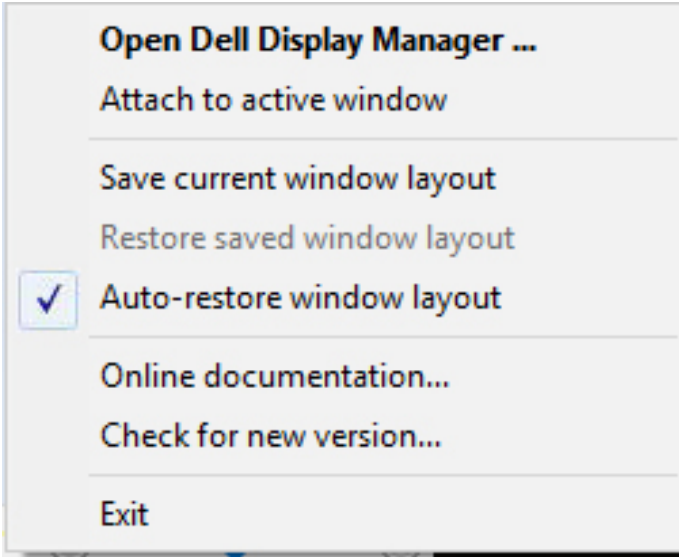 Open Dell Display Manager ...
Attach to active window
Save current window layout
Restore saved window layout
Auto-restore window layout
Online documentation...
Check for new version...
Exit